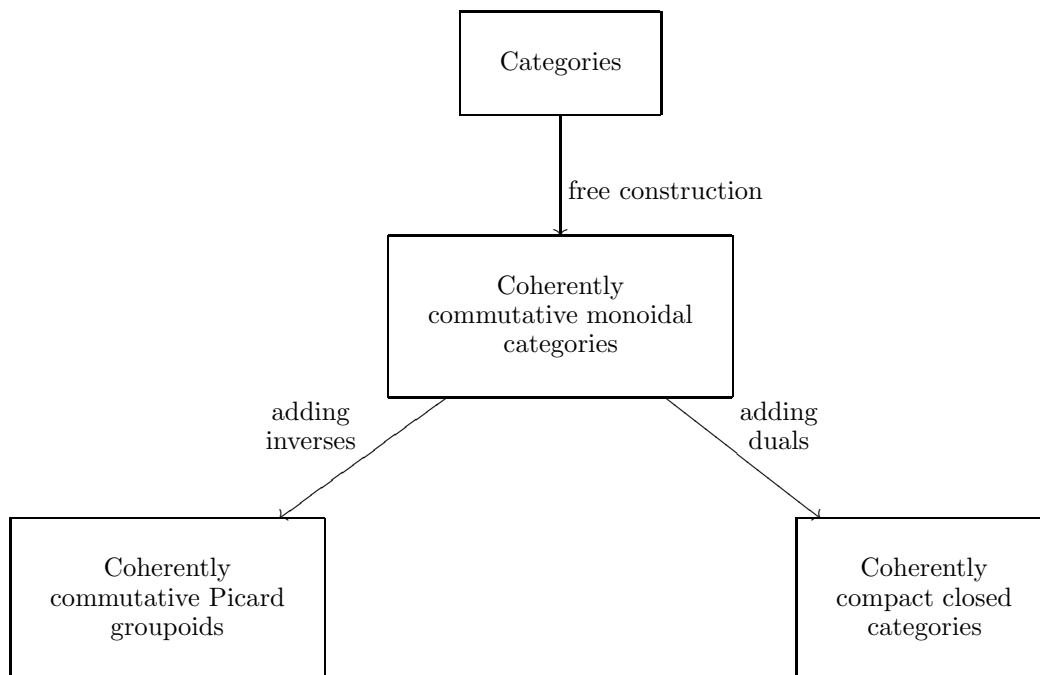 Categories
free construction
Coherently
commutative monoidal
categories
adding
inverses
adding
duals
Coherently
commutative Picard
groupoids
Coherently
compact closed
categories